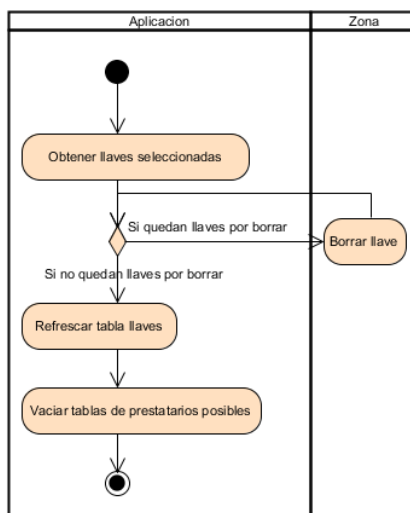 Aplicacion
Zona
Obtener llaves seleccionadas
Si quedan llaves por borrar
Borrar llave
Si no quedan llaves por borrar
Refrescar tabla llaves
Vaciar tablas de prestatarios posibles